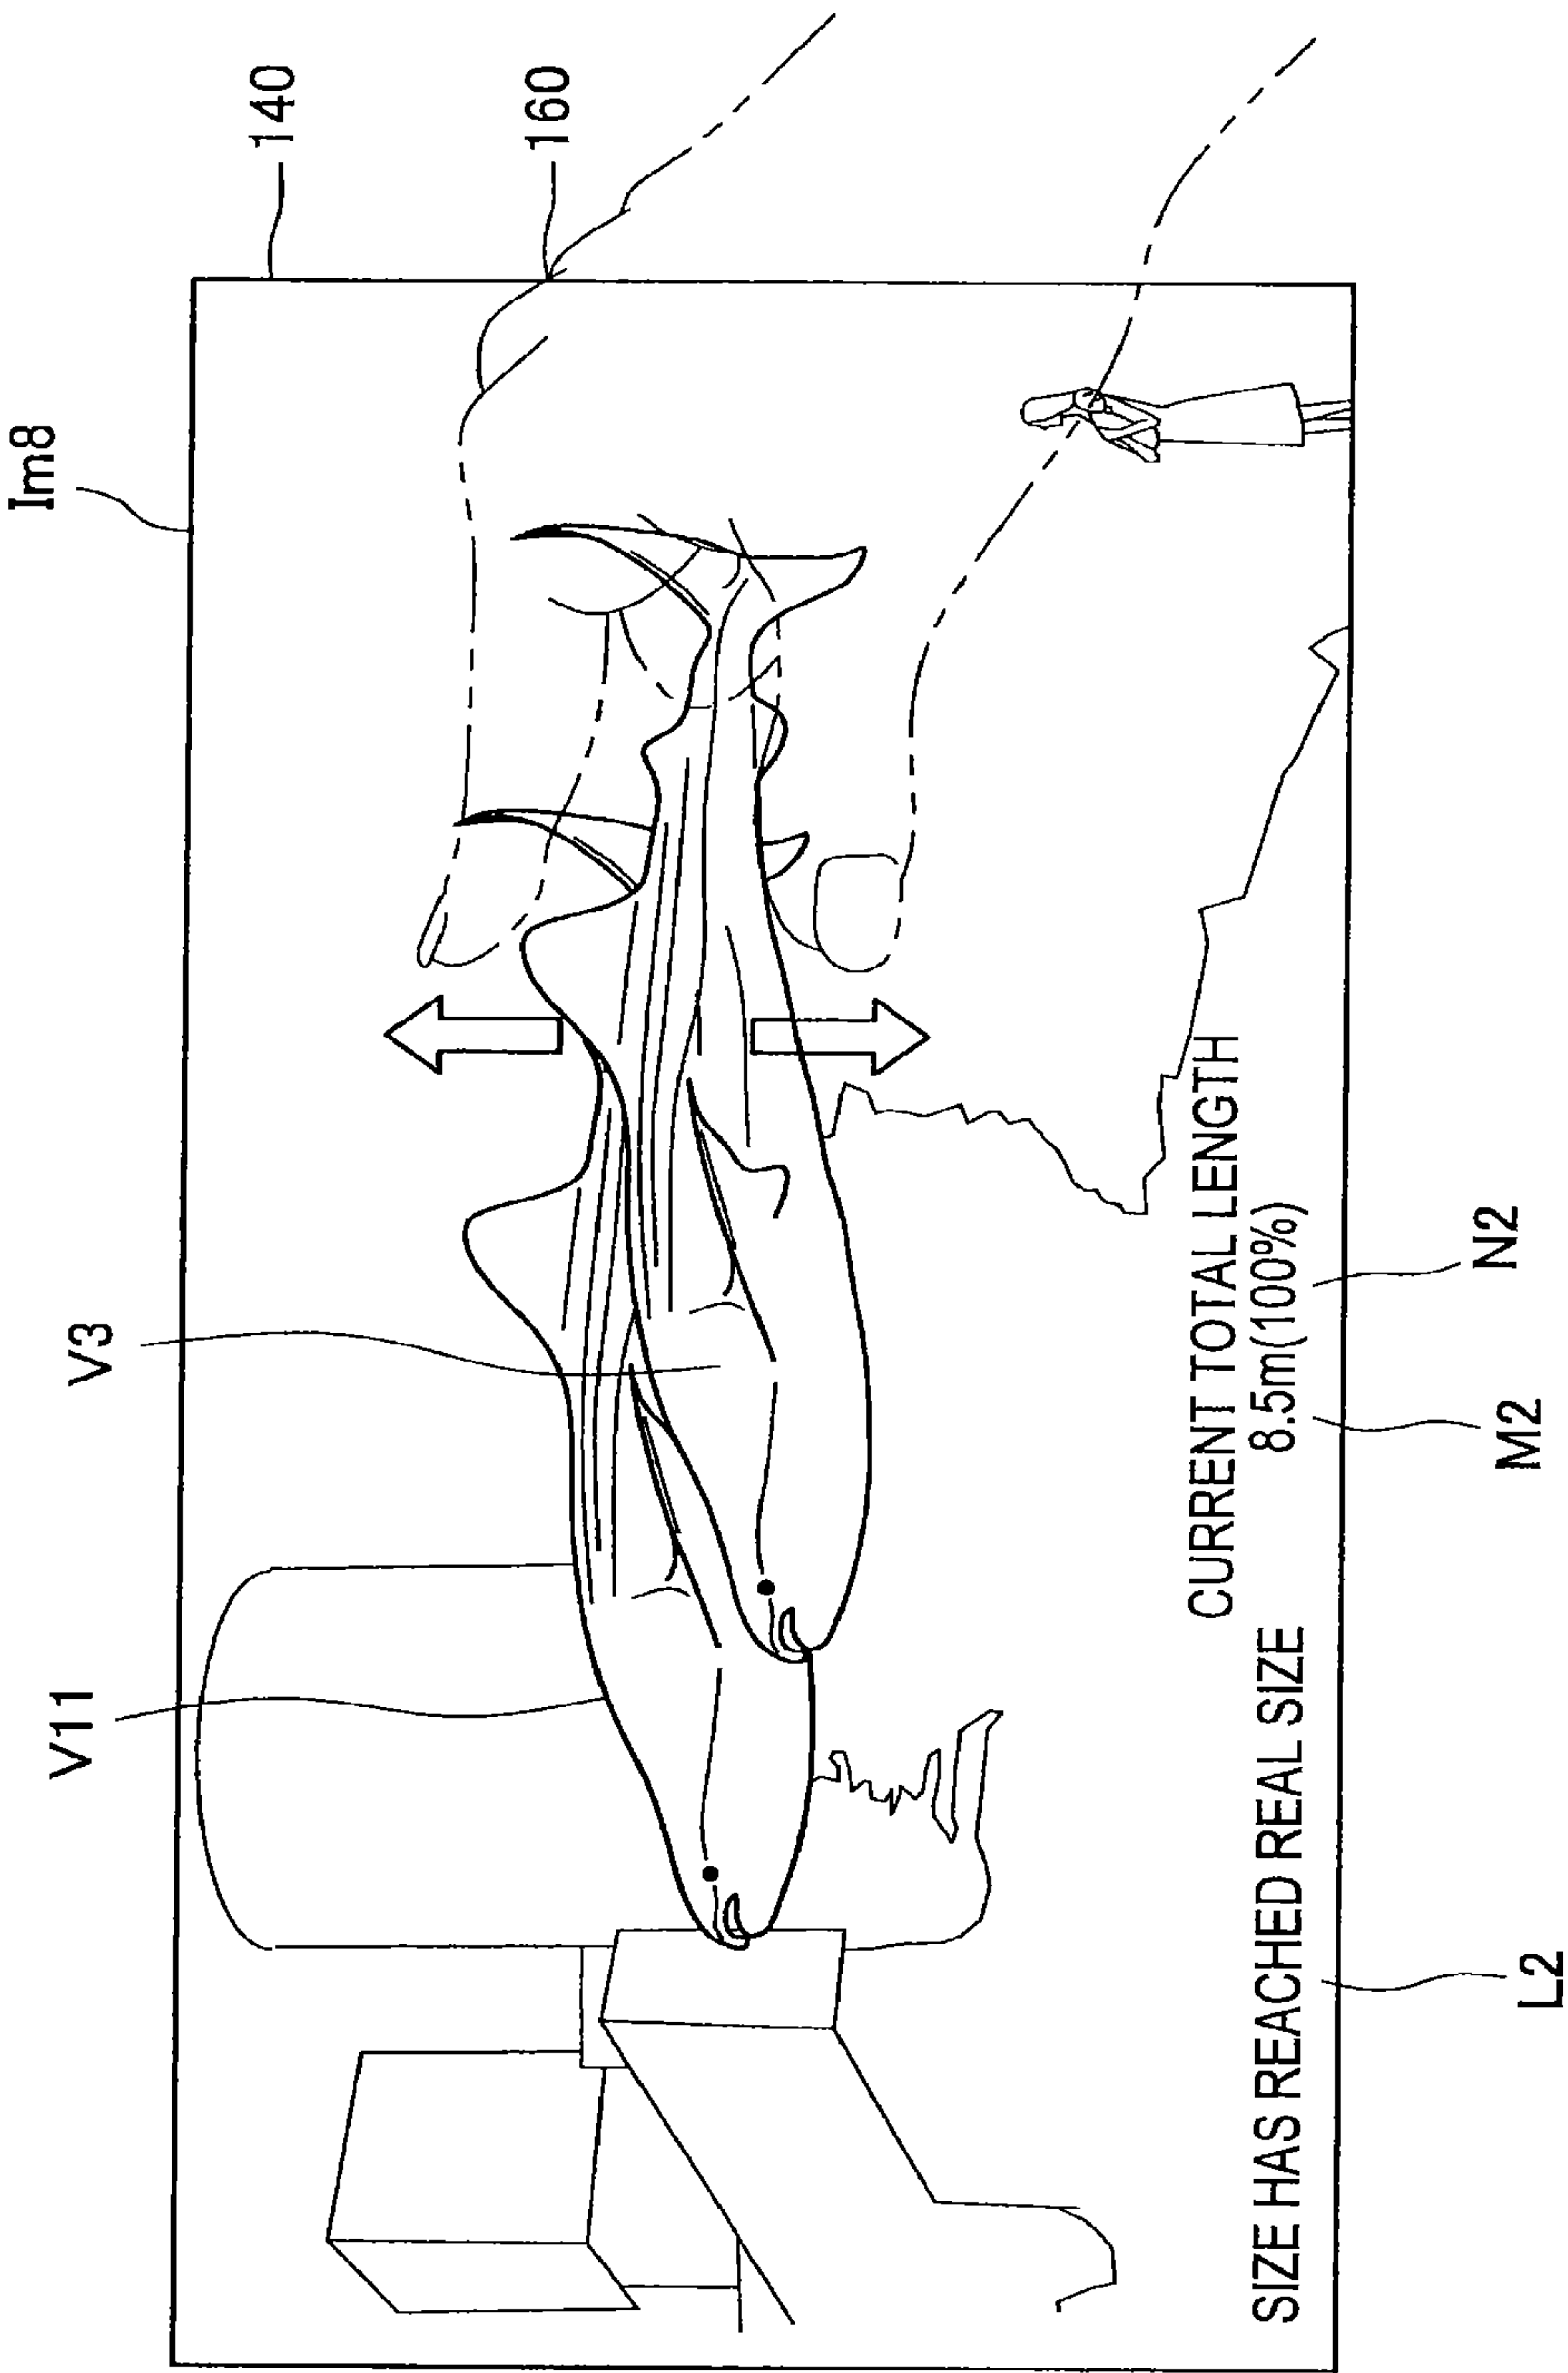 Im8
140
160
V11
V3
CURRENT TOTAL LENGTH
8.5m(100%)
SIZE HAS REACHED REAL SIZE
L2
M2
N2